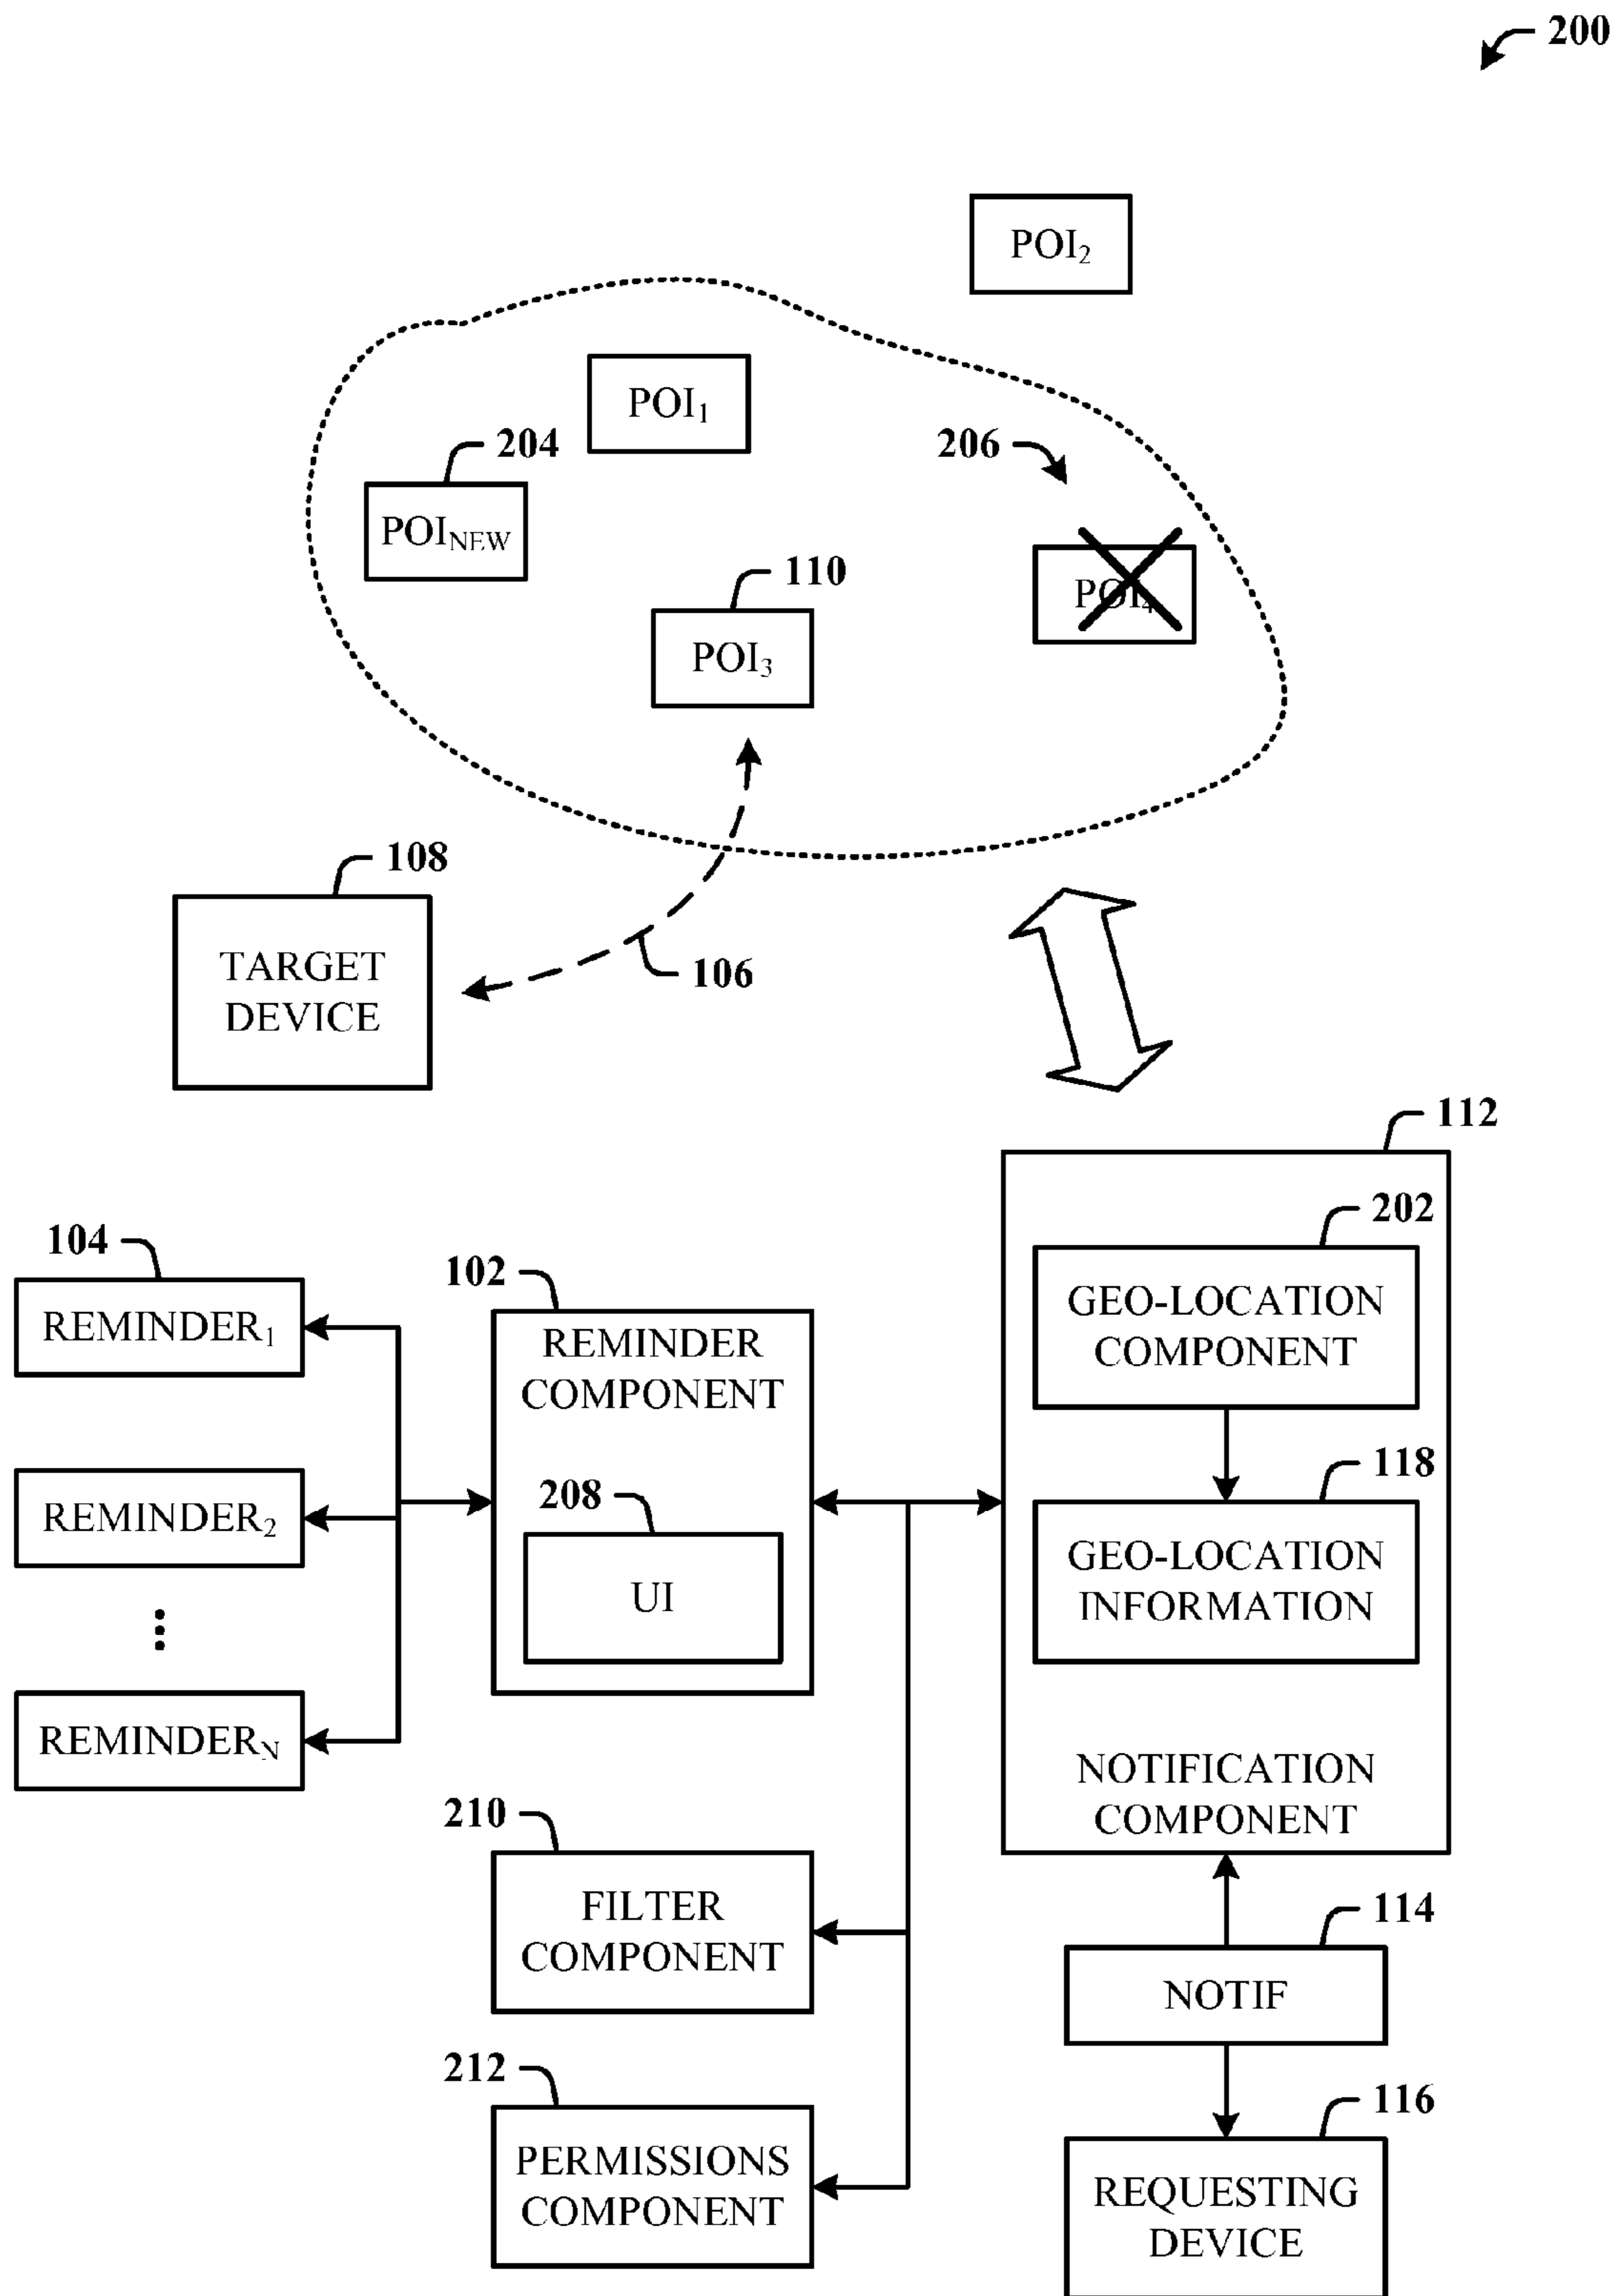 200
POI2
POI1
204
206
POINEW
110
POI4
POI3
108
TARGET
DEVICE
106
112
202
104
102
GEO-LOCATION
COMPONENT
REMINDER1
REMINDER
COMPONENT
118
208
REMINDER2
GEO-LOCATION
INFORMATION
UI
REMINDERN
NOTIFICATION
COMPONENT
210
FILTER
COMPONENT
114
NOTIF
212
116
PERMISSIONS
COMPONENT
REQUESTING
DEVICE